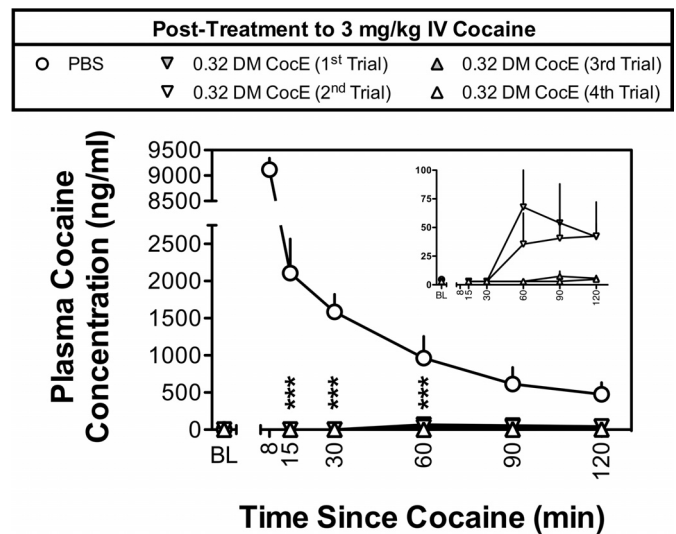 Post-Treatment to 3 mg/kg IV Cocaine
PBS
0.32 DM CocE (1st Trial)
0.32 DM CocE (3rd Trial)
0.32 DM CocE (2nd Trial)
0.32 DM CocE (4th Trial)
Plasma Cocaine
Concentration (ng/ml)
9500
9000
8500
2500
2000
1500
1000
500
0
100
75
50
25
0
BL
8
15
30
60
90
120
***
***
***
BL
8
15
30
60
90
120
Time Since Cocaine (min)